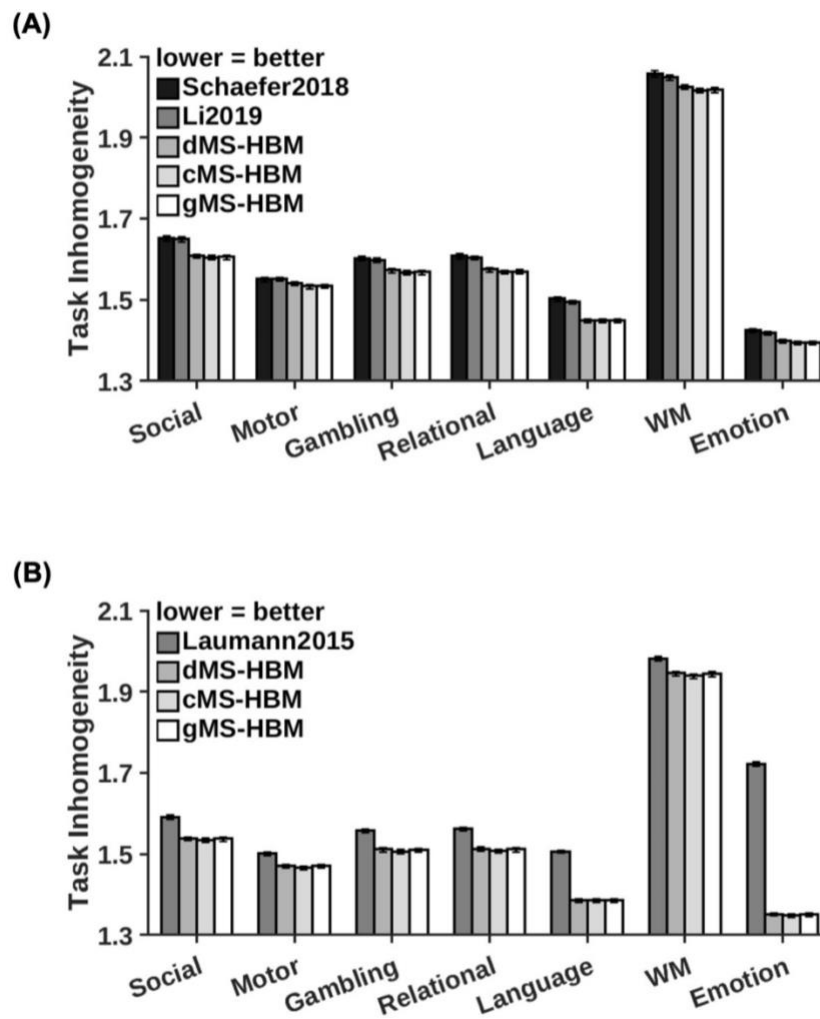 (A)
Task Inhomogeneity
2.1
1.9
1.7
1.5
1.3
lower = better
Schaefer2018
Li2019
dMS-HBM
cMS-HBM
gMS-HBM
Social
Motor
Gambling
Relational
Language
WM
Emotion
(B)
Task Inhomogeneity
2.1
1.9
1.7
1.5
1.3
lower = better
Laumann2015
dMS-HBM
cMS-HBM
gMS-HBM
Social
Motor
Gambling
Relational
Language
WM
Emotion